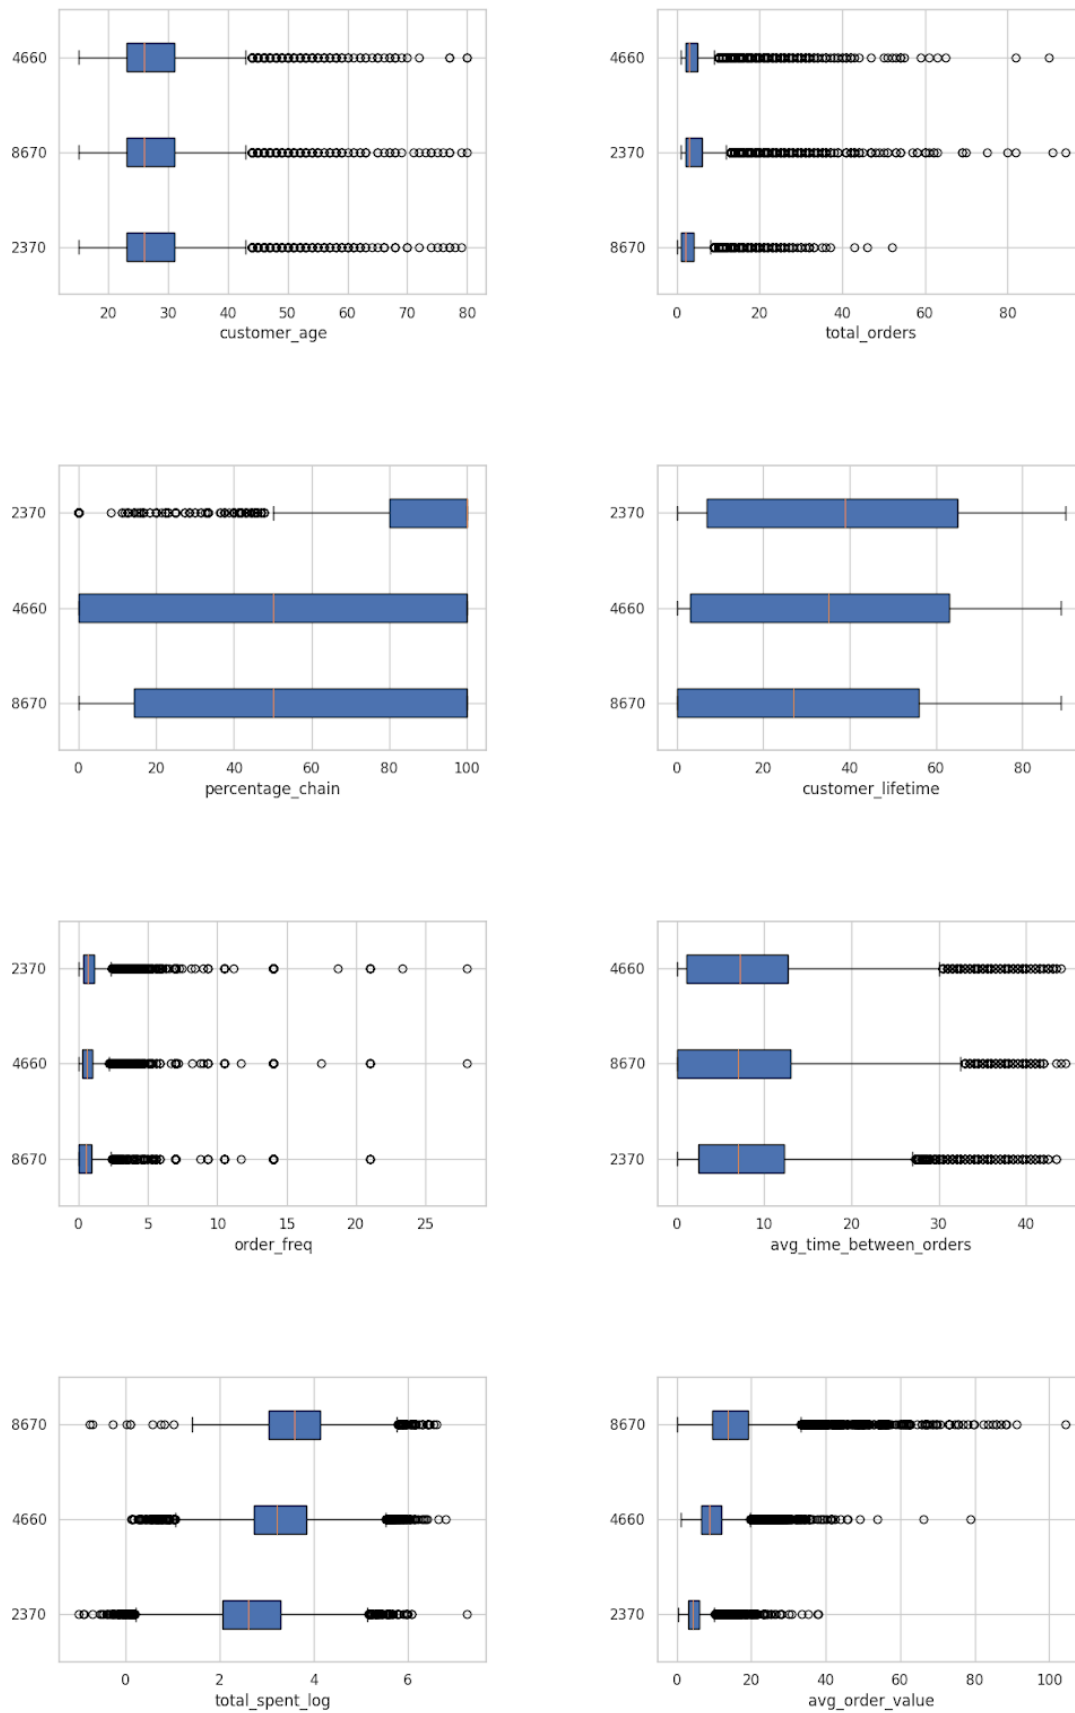 4660
8670
2370
20 30 40 50 60 70 80
customer_age
4660
2370
8670
0 20 40 60 80
total_orders
2370
4660
8670
0 20 40 60 80 100
percentage_chain
2370
4660
8670
0 20 40 60 80
customer_lifetime
2370
4660
8670
0 5 10 15 20 25
order_freq
4660
8670
2370
0 10 20 30 40
avg_time_between_orders
8670
4660
2370
0 2 4 6
total_spent_log
8670
4660
2370
0 20 40 60 80 100
avg_order_value